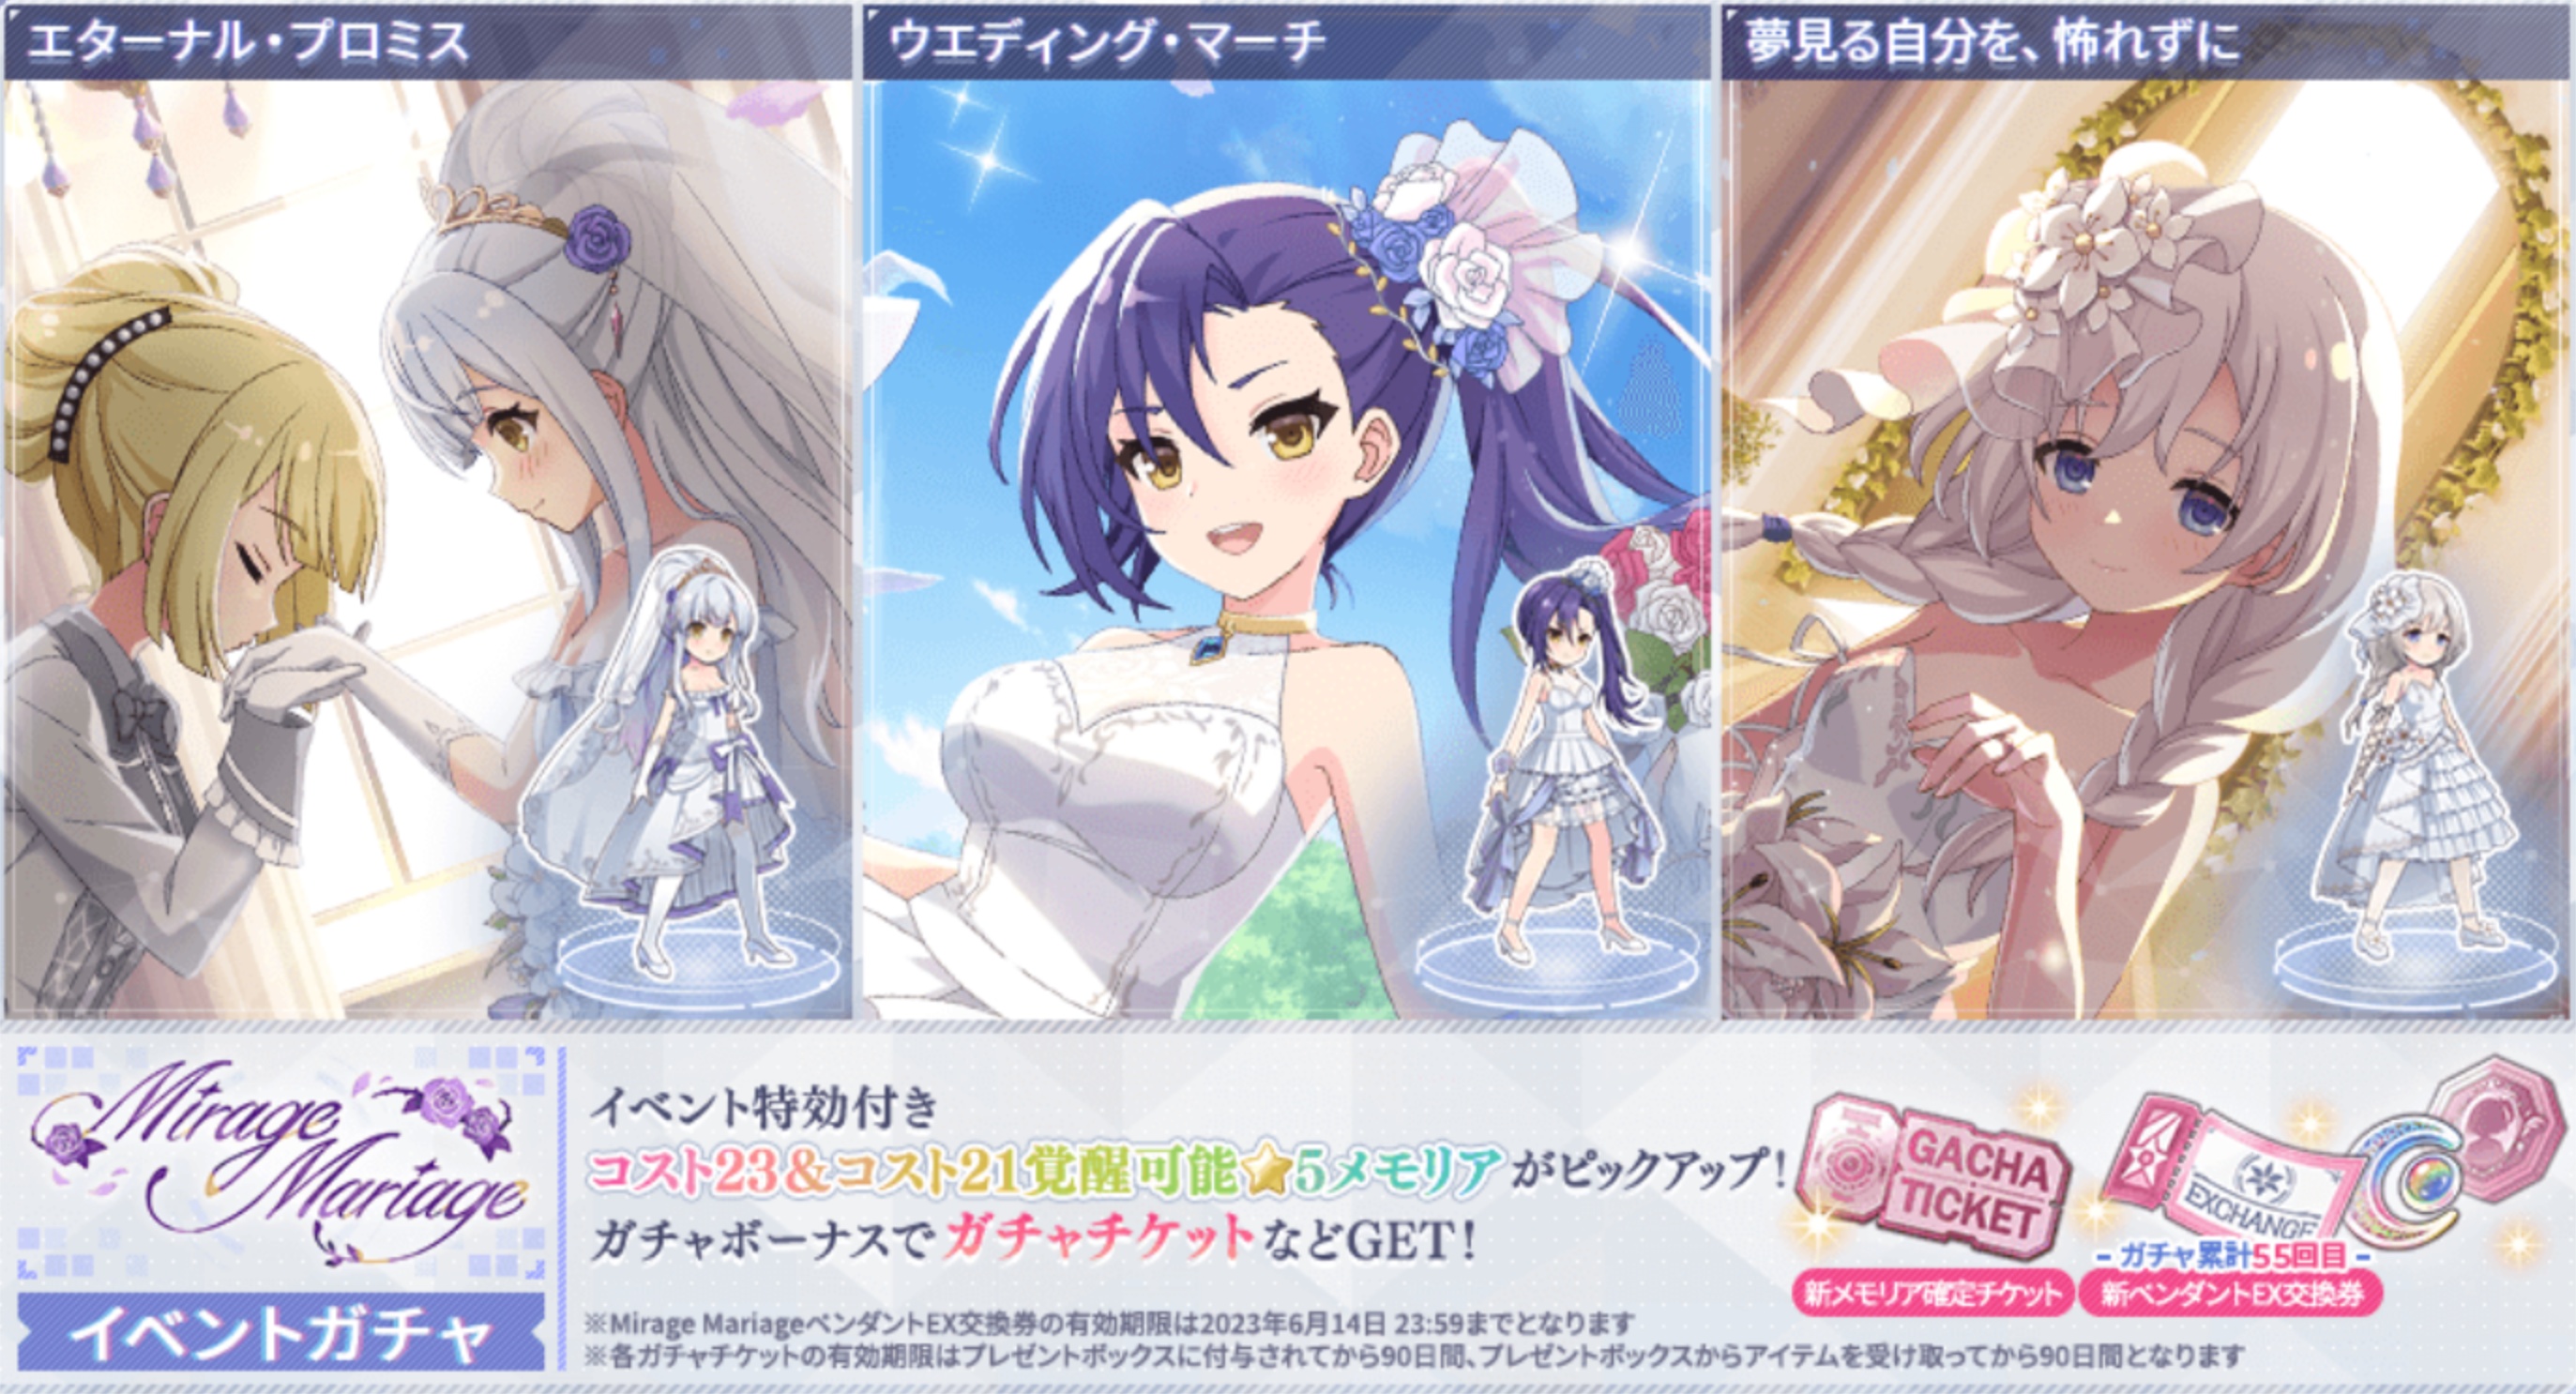 エターナル・プロミス
ウエディング・マーチ
夢見る自分を、怖れずに
Mirage
Mariage
イベントガチャ
イベント特効付き
コスト23&コスト21覚醒可能★5メモリアがピックアップ!
ガチャボーナスでガチャチケットなどGET!
GACHA
TICKET
新メモリア確定チケット
EXCHANGE
- ガチャ累計55回目 -
新ペンダントEX交換券
※Mirage MariageペンダントEX交換券の有効期限は2023年6月14日 23:59までとなります
※各ガチャチケットの有効期限はプレゼントボックスに付与されてから90日間、プレゼントボックスからアイテムを受け取ってから90日間となります